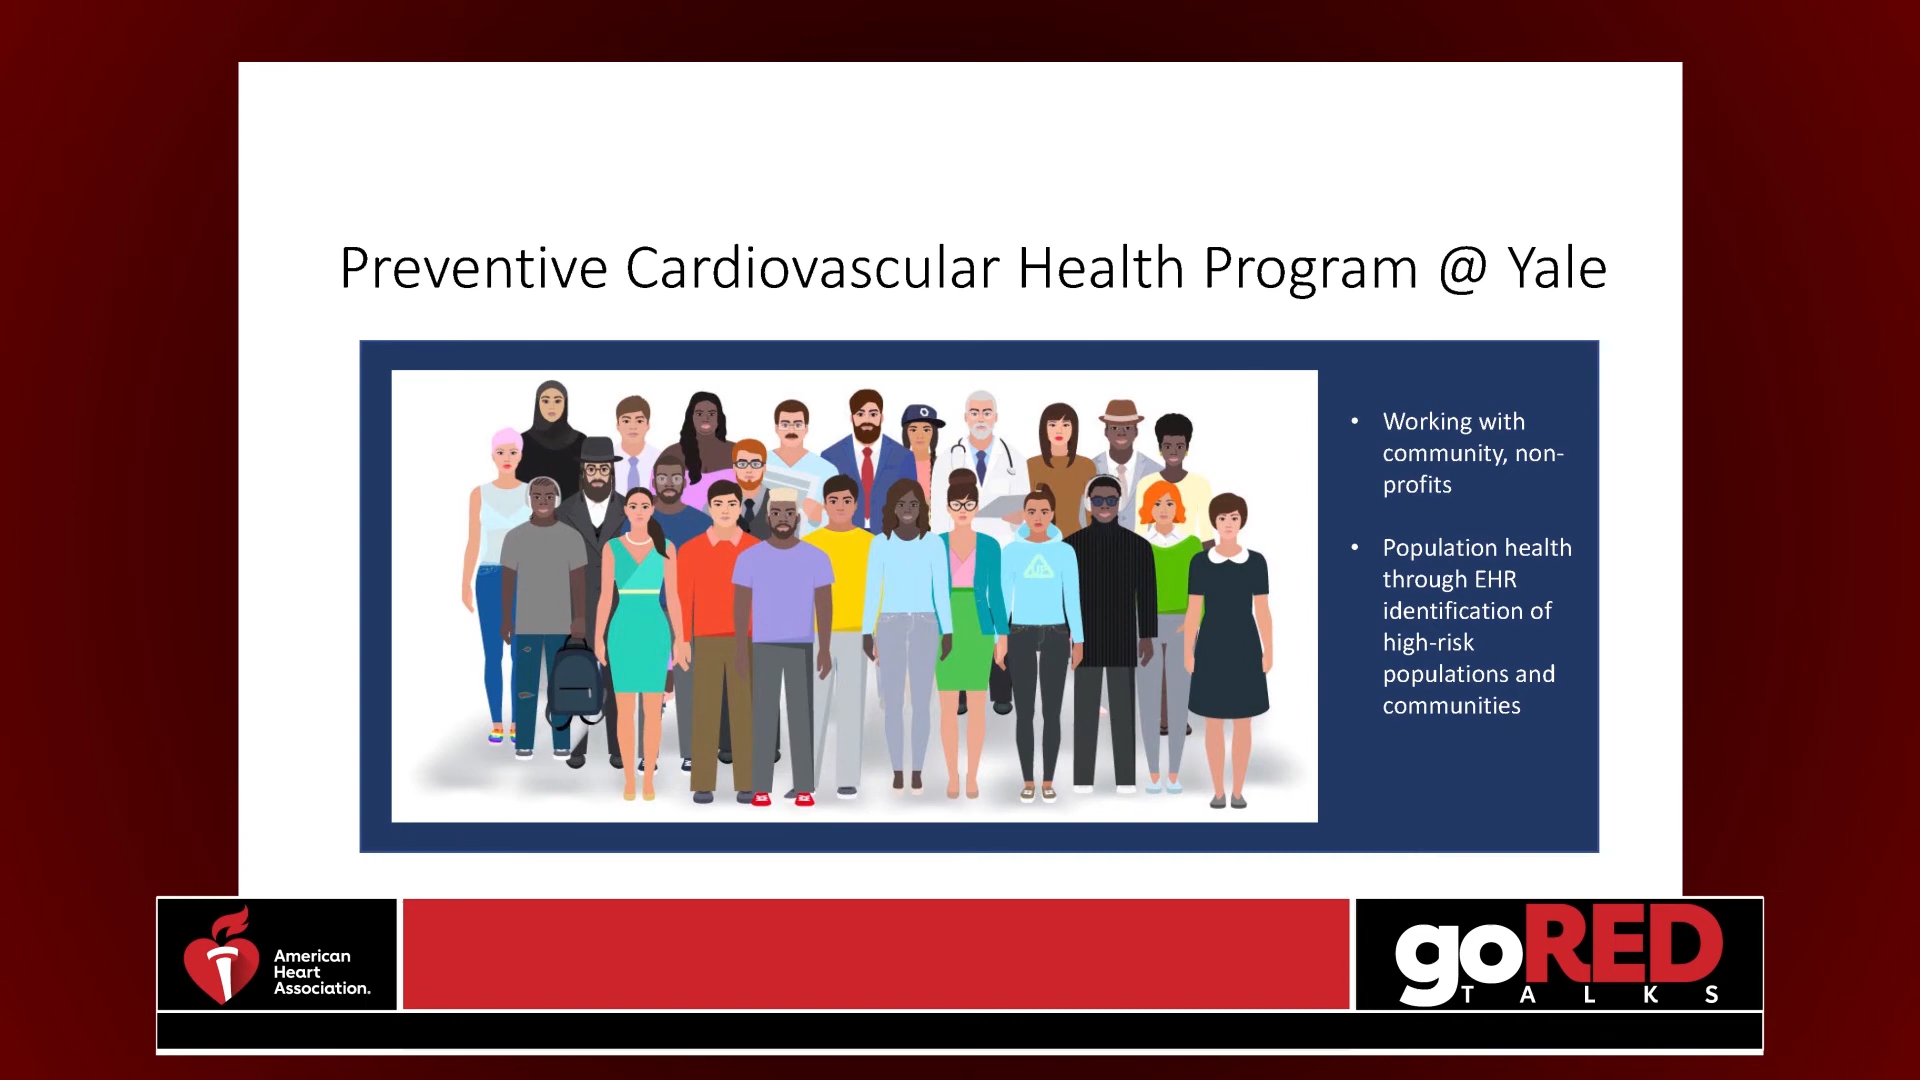 Preventive Cardiovascular Health Program @ Yale
• Working with
community, non-
profits
• Population health
through EHR
identification of
high-risk
populations and
communities
American
Heart
Association.
goRED
TALKS